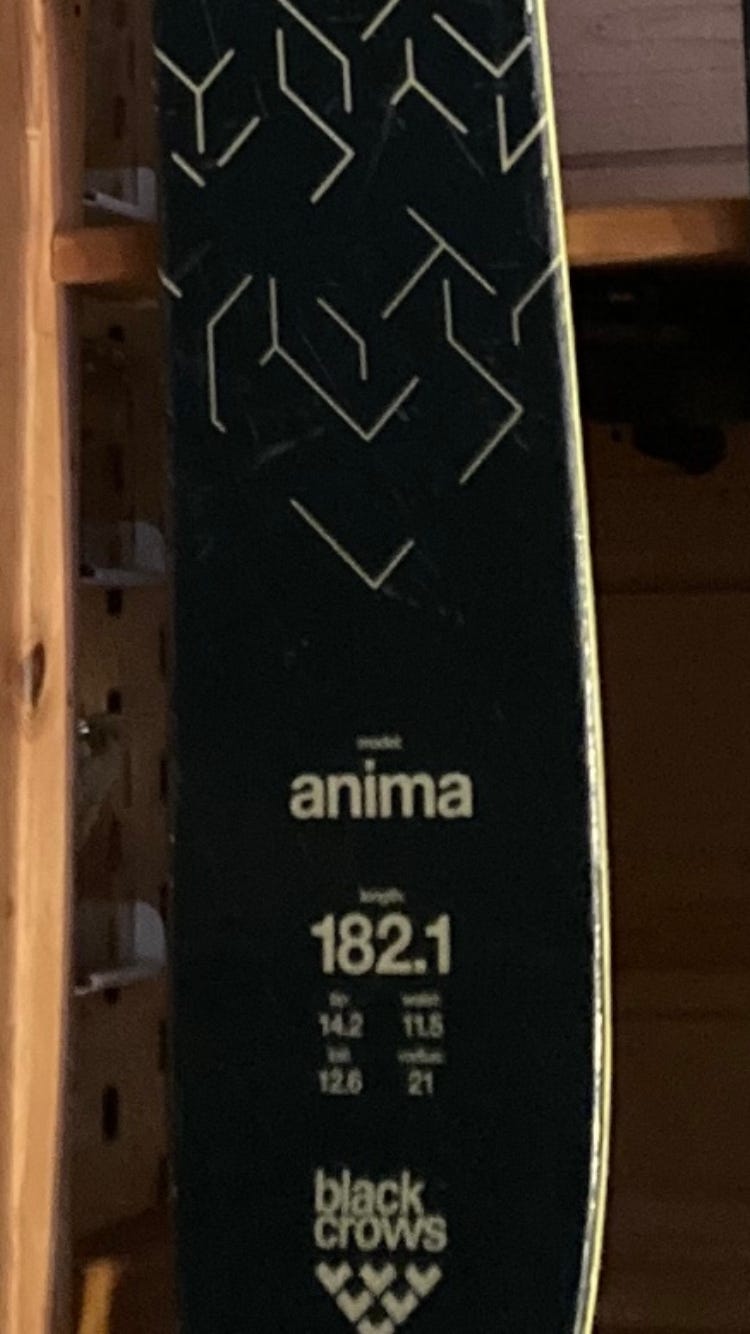 model
anima
length
182.1
tip waist
14.2 11.5
tail radius
12.6 21
black
crows